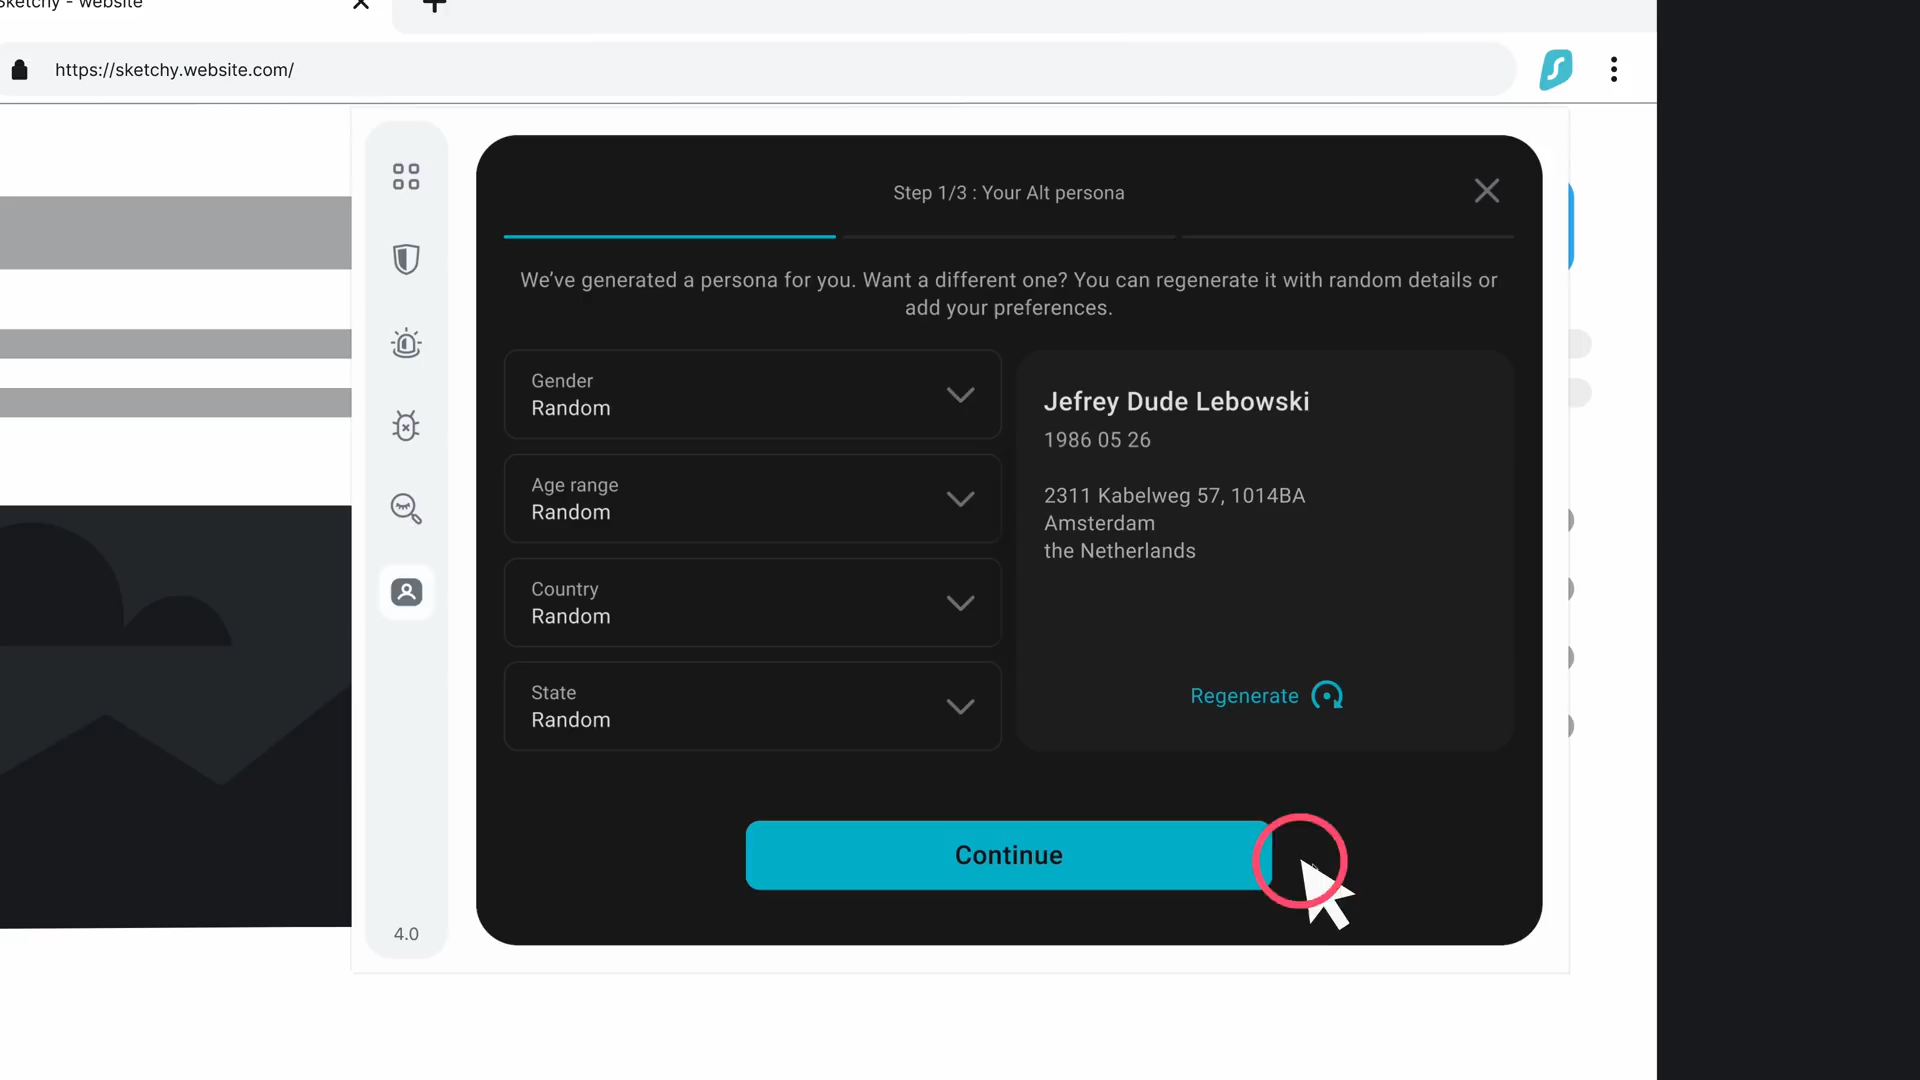 Sketchy - website
https://sketchy.website.com/
Step 1/3 : Your Alt persona
We’ve generated a persona for you. Want a different one? You can regenerate it with random details or
add your preferences.
Gender
Random
Age range
Random
Country
Random
State
Random
Jefrey Dude Lebowski
1986 05 26
2311 Kabelweg 57, 1014BA
Amsterdam
the Netherlands
Regenerate
Continue
4.0